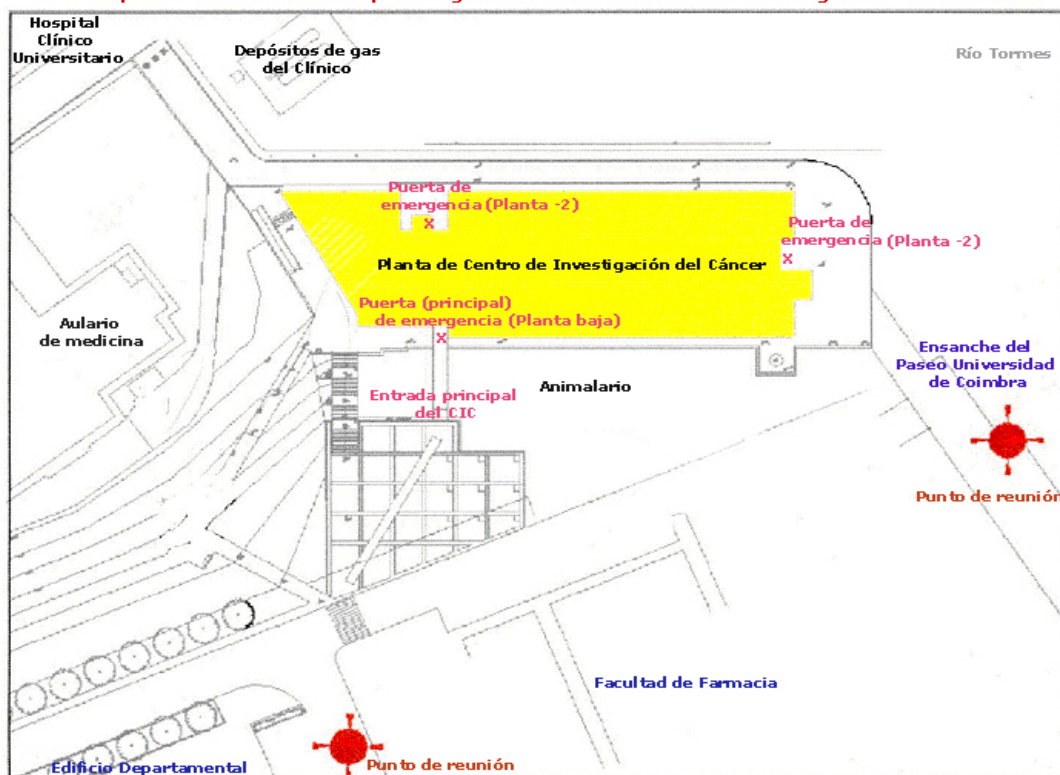 Hospital
Clínico
Universitario
Depósitos de gas
del Clínico
Río Tormes
Puerta de
emergencia (Planta -2)
Puerta de
emergencia (Planta -2)
Planta de Centro de Investigación del Cáncer
Puerta (principal)
de emergencia (Planta baja)
Aulario
de medicina
Ensanche del
Paseo Universidad
de Coimbra
Entrada principal
del CIC
Animalario
Punto de reunión
Facultad de Farmacia
Edificio Departamental
Punto de reunión